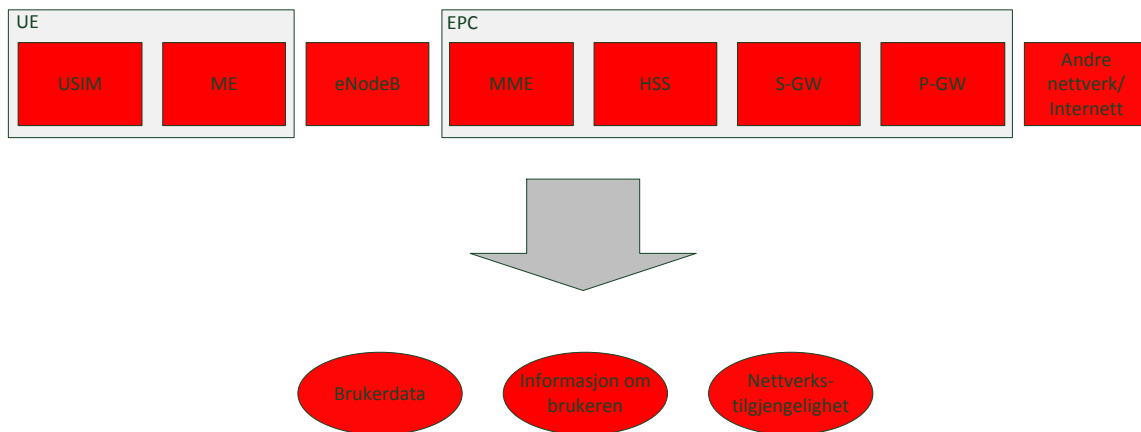 UE
EPC
USIM
ME
eNodeB
MME
HSS
S-GW
P-GW
Andre
nettverk/
Internett
Brukerdata
Informasjon om
brukeren
Nettverks-
tilgjengelighet